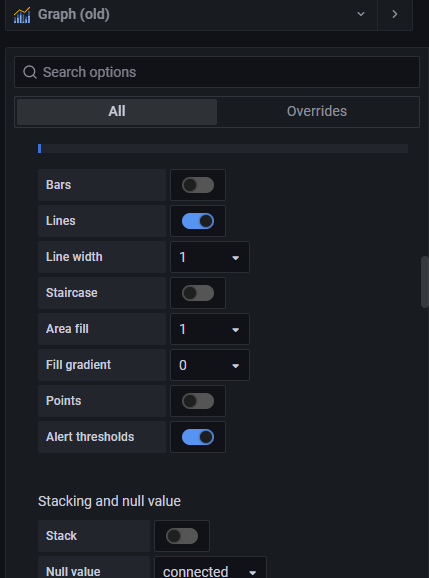 Graph (old)
Search options
All Overrides
Bars
Lines
Line width 1
Staircase
Area fill 1
Fill gradient 0
Points
Alert thresholds
Stacking and null value
Stack
Null value connected